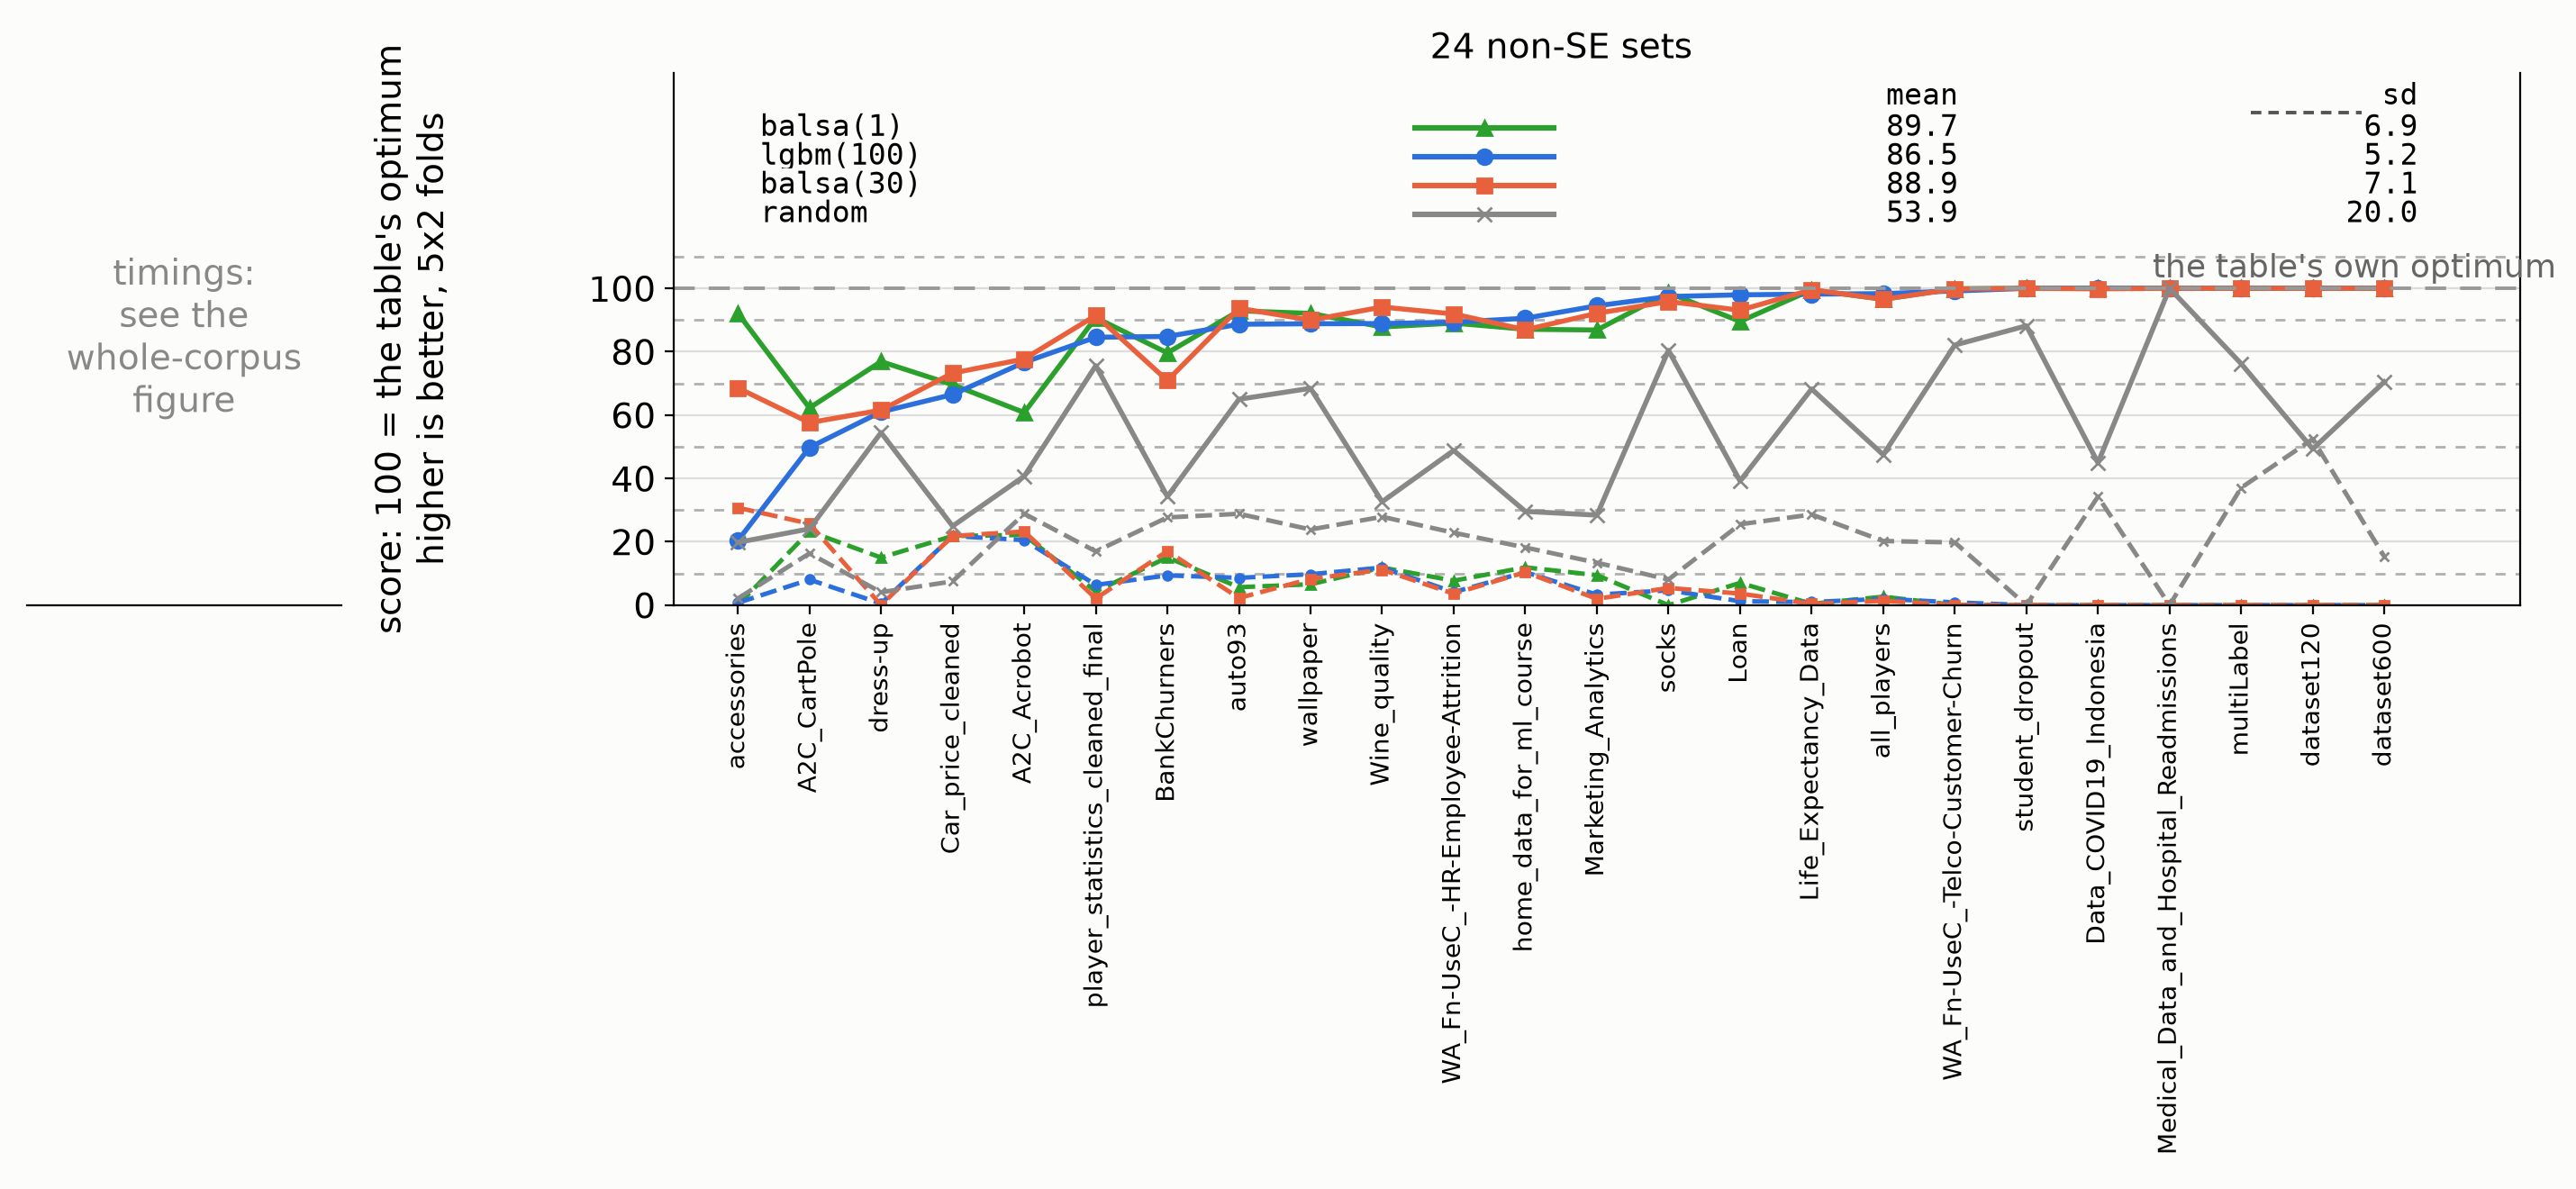 24 non-SE sets
mean sd
balsa(1) 89.7 6.9
lgbm(100) 86.5 5.2
balsa(30) 88.9 7.1
random 53.9 20.0
the table's own optimum
timings:
see the
whole-corpus
figure
score: 100 = the table's optimum
higher is better, 5x2 folds
100
80
60
40
20
0
accessories
A2C_CartPole
dress-up
Car_price_cleaned
A2C_Acrobot
player_statistics_cleaned_final
BankChurners
auto93
wallpaper
Wine_quality
WA_Fn-UseC_-HR-Employee-Attrition
home_data_for_ml_course
Marketing_Analytics
socks
Loan
Life_Expectancy_Data
all_players
WA_Fn-UseC_-Telco-Customer-Churn
student_dropout
Data_COVID19_Indonesia
Medical_Data_and_Hospital_Readmissions
multiLabel
dataset120
dataset600